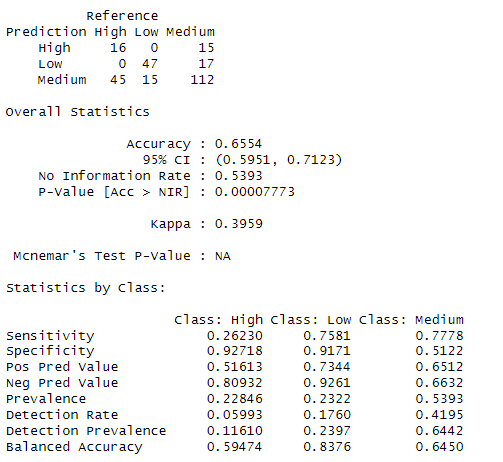 Reference
Prediction High Low Medium
High 16 0 15
Low 0 47 17
Medium 45 15 112
Overall Statistics
Accuracy : 0.6554
95% CI : (0.5951, 0.7123)
No Information Rate : 0.5393
P-Value [Acc > NIR] : 0.00007773
Kappa : 0.3959
Mcnemar's Test P-Value : NA
Statistics by Class:
Class: High Class: Low Class: Medium
Sensitivity 0.26230 0.7581 0.7778
Specificity 0.92718 0.9171 0.5122
Pos Pred Value 0.51613 0.7344 0.6512
Neg Pred Value 0.80932 0.9261 0.6632
Prevalence 0.22846 0.2322 0.5393
Detection Rate 0.05993 0.1760 0.4195
Detection Prevalence 0.11610 0.2397 0.6442
Balanced Accuracy 0.59474 0.8376 0.6450